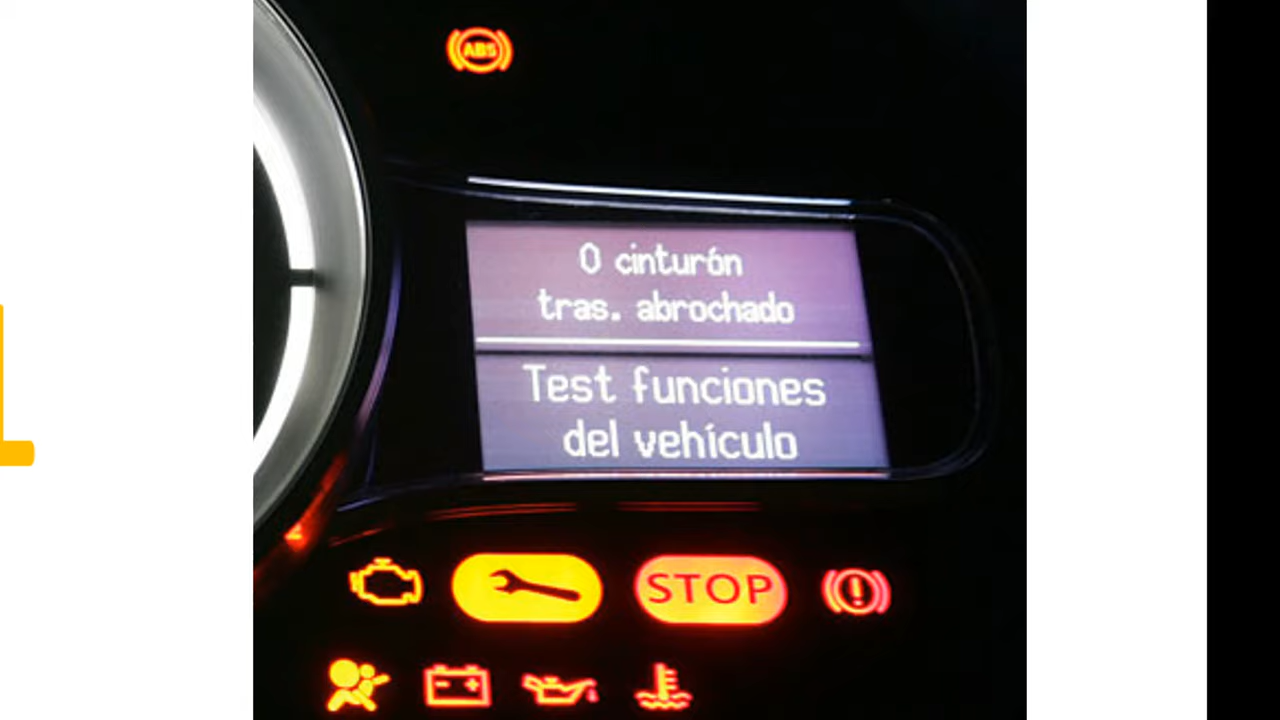 ABS
0 cinturón
tras. abrochado
Test funciones
del vehículo
STOP